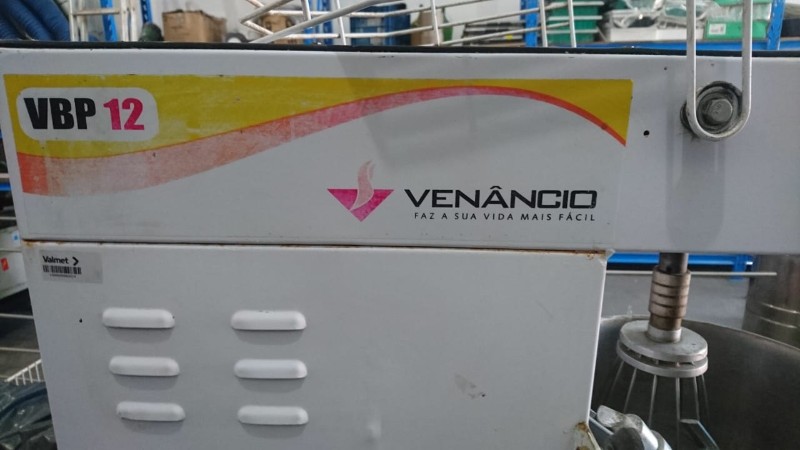 VBP 12
VENÂNCIO
FAZ A SUA VIDA MAIS FÁCIL
Valmet